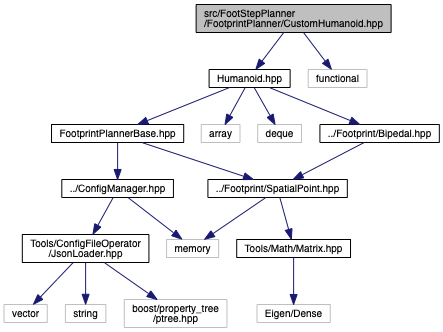 src/FootStepPlanner
/FootprintPlanner/CustomHumanoid.hpp
Humanoid.hpp
functional
FootprintPlannerBase.hpp
array
deque
../Footprint/Bipedal.hpp
../ConfigManager.hpp
../Footprint/SpatialPoint.hpp
Tools/ConfigFileOperator
/JsonLoader.hpp
memory
Tools/Math/Matrix.hpp
vector
string
boost/property_tree
/ptree.hpp
Eigen/Dense